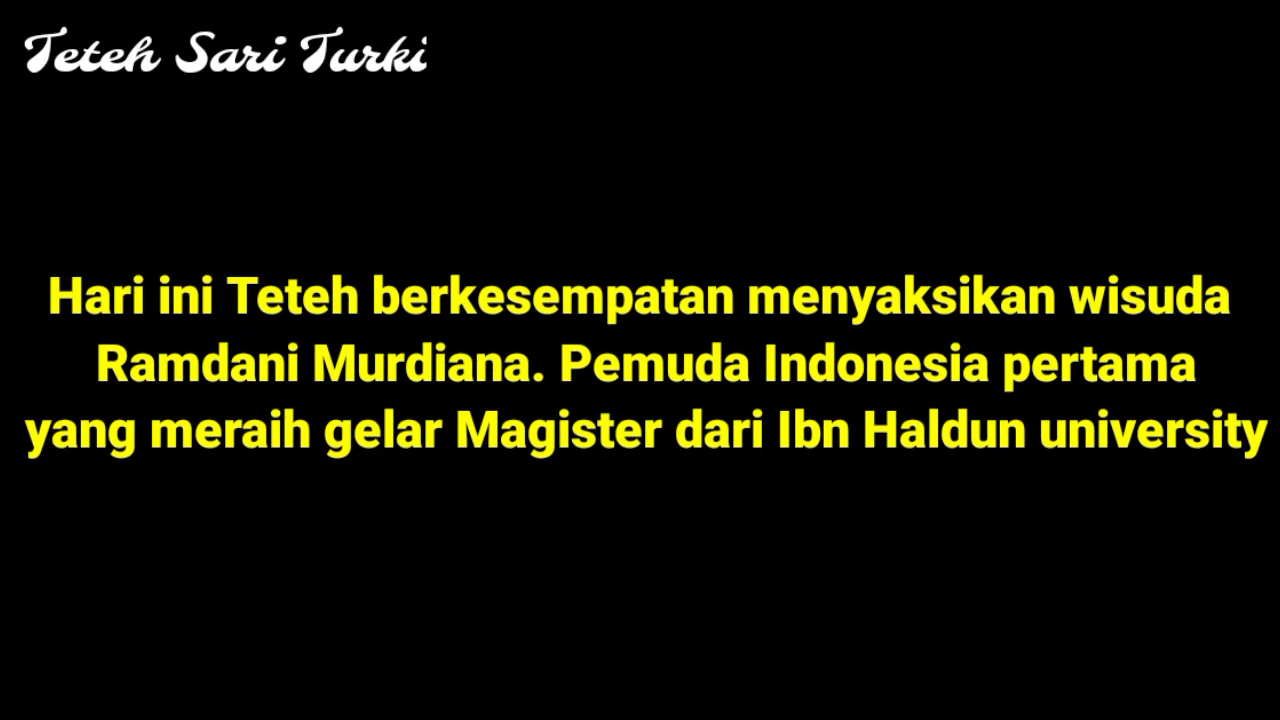 Teteh Sari Turki
Hari ini Teteh berkesempatan menyaksikan wisuda
Ramdani Murdiana. Pemuda Indonesia pertama
yang meraih gelar Magister dari Ibn Haldun university